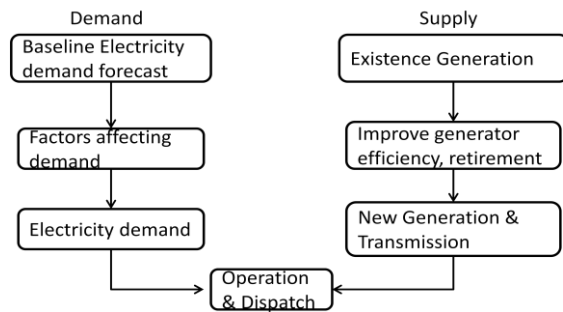 Demand
Supply
Baseline Electricity
demand forecast
Existence Generation
Factors affecting
demand
Improve generator
efficiency, retirement
Electricity demand
New Generation &
Transmission
Operation
& Dispatch